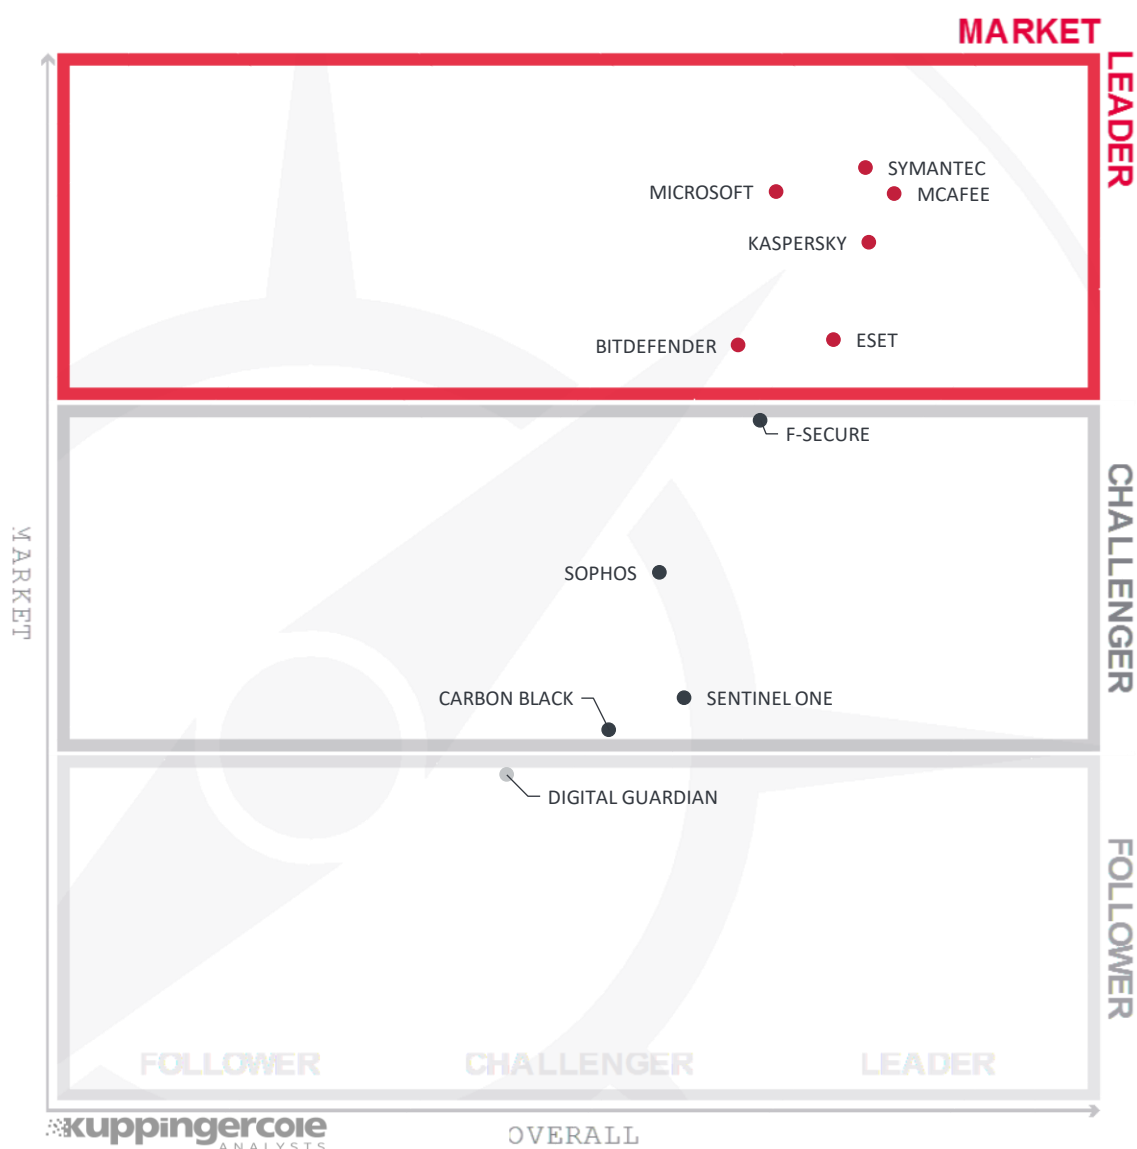 MARKET
LEADER
SYMANTEC
MICROSOFT
MCAFEE
KASPERSKY
BITDEFENDER
ESET
F-SECURE
CHALLENGER
MARKET
SOPHOS
CARBON BLACK
SENTINEL ONE
DIGITAL GUARDIAN
FOLLOWER
FOLLOWER
CHALLENGER
LEADER
kuppingercole
ANALYSTS
OVERALL